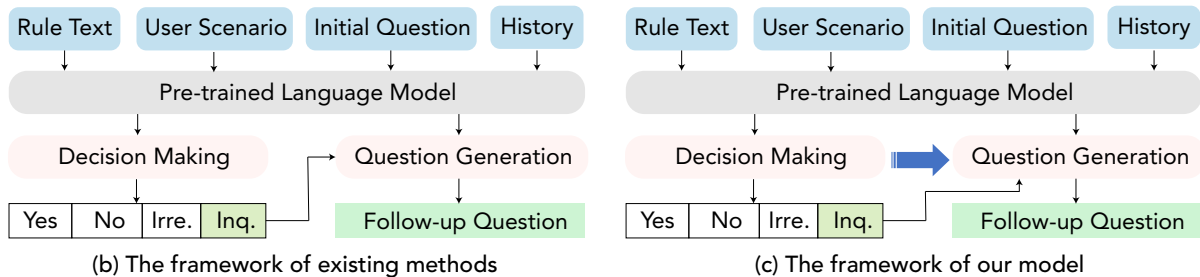 Rule Text User Scenario Initial Question History
Pre-trained Language Model
Decision Making Question Generation
Yes No Irre. Inq. Follow-up Question
(b) The framework of existing methods
Rule Text User Scenario Initial Question History
Pre-trained Language Model
Decision Making Question Generation
Yes No Irre. Inq. Follow-up Question
(c) The framework of our model